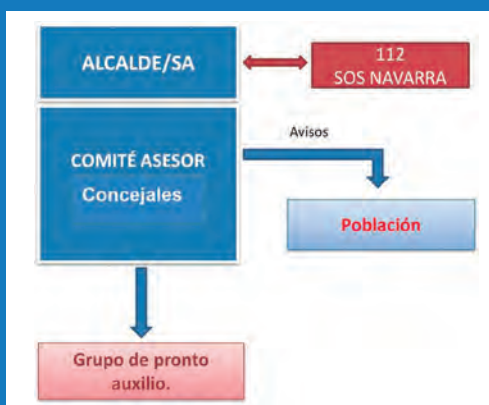 ALCALDE/SA
112
SOS NAVARRA
Avisos
COMITÉ ASESOR
Concejales
Población
Grupo de pronto
auxilio.